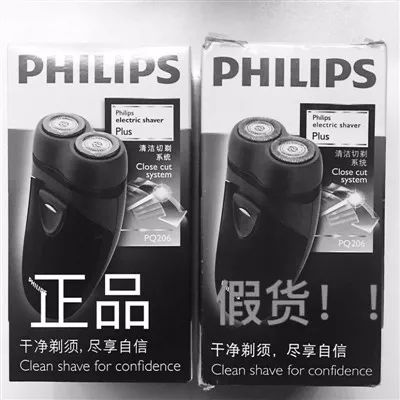 PHILIPS
Philips
electric shaver
Plus
清洁切剃
系统
Close cut
system
PQ206
PHILIPS
正品
干净剃须,尽享自信
Clean shave for confidence
PHILIPS
Philips
electric shaver
Plus
清洁切剃
系统
Close cut
system
PQ206
假货!!
干净剃须,尽享自信
Clean shave for confidence